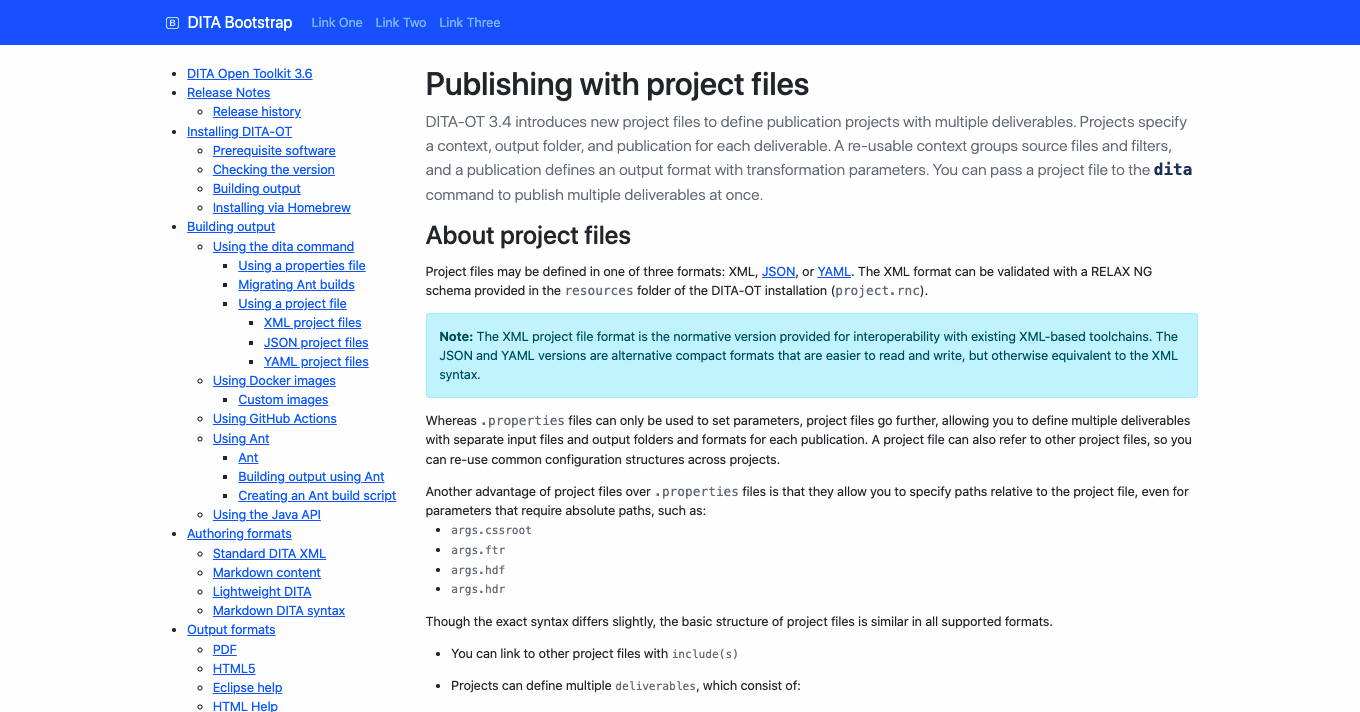 B DITA Bootstrap Link One Link Two Link Three
DITA Open Toolkit 3.6
Release Notes
Release history
Installing DITA-OT
Prerequisite software
Checking the version
Building output
Installing via Homebrew
Building output
Using the dita command
Using a properties file
Migrating Ant builds
Using a project file
XML project files
JSON project files
YAML project files
Using Docker images
Custom images
Using GitHub Actions
Using Ant
Ant
Building output using Ant
Creating an Ant build script
Using the Java API
Authoring formats
Standard DITA XML
Markdown content
Lightweight DITA
Markdown DITA syntax
Output formats
PDF
HTML5
Eclipse help
HTML Help
Publishing with project files
DITA-OT 3.4 introduces new project files to define publication projects with multiple deliverables. Projects specify
a context, output folder, and publication for each deliverable. A re-usable context groups source files and filters,
and a publication defines an output format with transformation parameters. You can pass a project file to the dita
command to publish multiple deliverables at once.
About project files
Project files may be defined in one of three formats: XML, JSON, or YAML. The XML format can be validated with a RELAX NG
schema provided in the resources folder of the DITA-OT installation (project.rnc).
Note: The XML project file format is the normative version provided for interoperability with existing XML-based toolchains. The
JSON and YAML versions are alternative compact formats that are easier to read and write, but otherwise equivalent to the XML
syntax.
Whereas .properties files can only be used to set parameters, project files go further, allowing you to define multiple deliverables
with separate input files and output folders and formats for each publication. A project file can also refer to other project files, so you
can re-use common configuration structures across projects.
Another advantage of project files over .properties files is that they allow you to specify paths relative to the project file, even for
parameters that require absolute paths, such as:
args.cssroot
args.ftr
args.hdf
args.hdr
Though the exact syntax differs slightly, the basic structure of project files is similar in all supported formats.
You can link to other project files with include(s)
Projects can define multiple deliverables, which consist of: